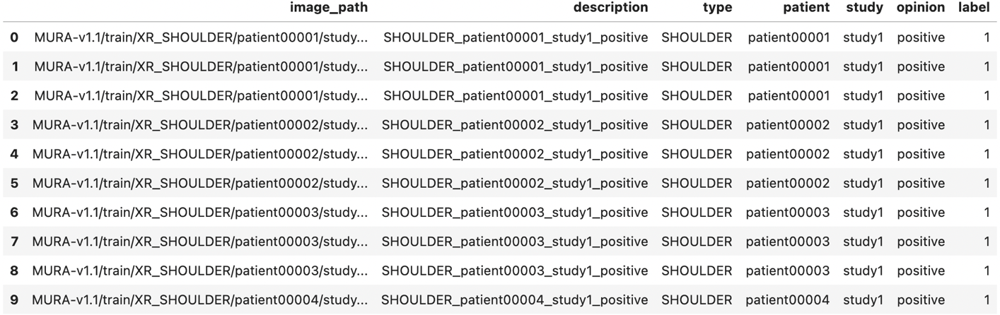 image_path description type patient study opinion label
0 MURA-v1.1/train/XR_SHOULDER/patient00001/study... SHOULDER_patient00001_study1_positive SHOULDER patient00001 study1 positive 1
1 MURA-v1.1/train/XR_SHOULDER/patient00001/study... SHOULDER_patient00001_study1_positive SHOULDER patient00001 study1 positive 1
2 MURA-v1.1/train/XR_SHOULDER/patient00001/study... SHOULDER_patient00001_study1_positive SHOULDER patient00001 study1 positive 1
3 MURA-v1.1/train/XR_SHOULDER/patient00002/study... SHOULDER_patient00002_study1_positive SHOULDER patient00002 study1 positive 1
4 MURA-v1.1/train/XR_SHOULDER/patient00002/study... SHOULDER_patient00002_study1_positive SHOULDER patient00002 study1 positive 1
5 MURA-v1.1/train/XR_SHOULDER/patient00002/study... SHOULDER_patient00002_study1_positive SHOULDER patient00002 study1 positive 1
6 MURA-v1.1/train/XR_SHOULDER/patient00003/study... SHOULDER_patient00003_study1_positive SHOULDER patient00003 study1 positive 1
7 MURA-v1.1/train/XR_SHOULDER/patient00003/study... SHOULDER_patient00003_study1_positive SHOULDER patient00003 study1 positive 1
8 MURA-v1.1/train/XR_SHOULDER/patient00003/study... SHOULDER_patient00003_study1_positive SHOULDER patient00003 study1 positive 1
9 MURA-v1.1/train/XR_SHOULDER/patient00004/study... SHOULDER_patient00004_study1_positive SHOULDER patient00004 study1 positive 1